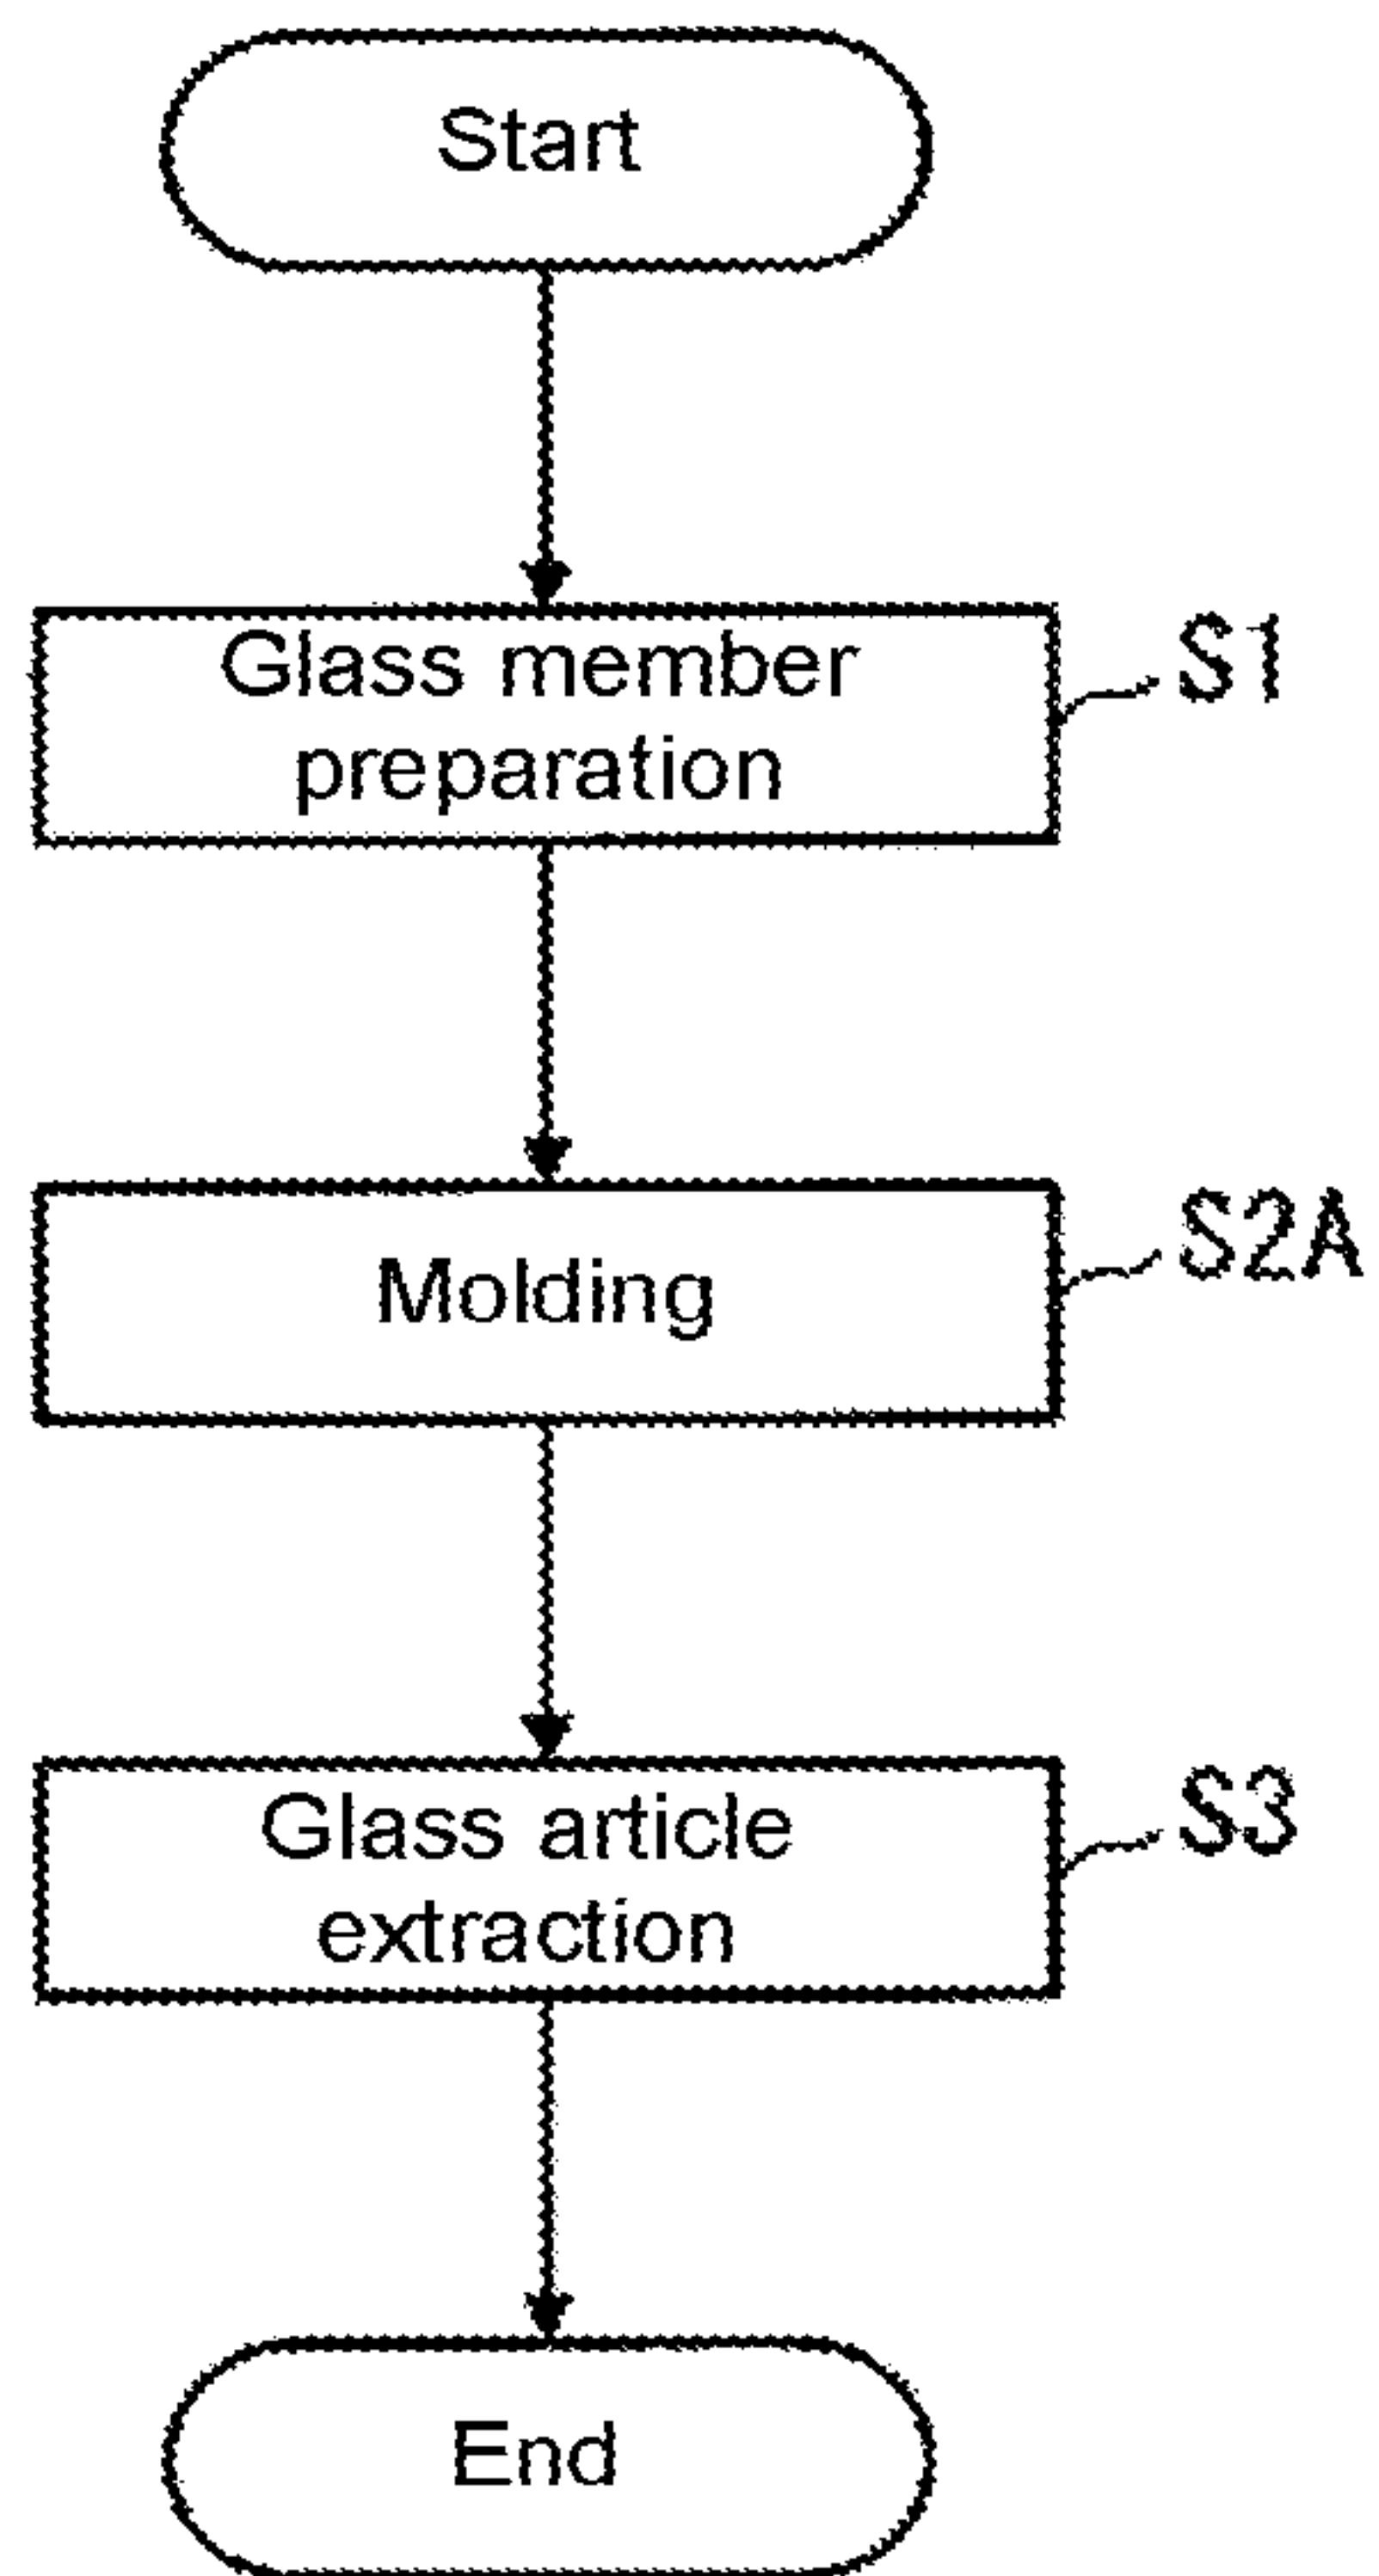 Start
Glass member
preparation
S1
Molding
S2A
Glass article
extraction
S3
End